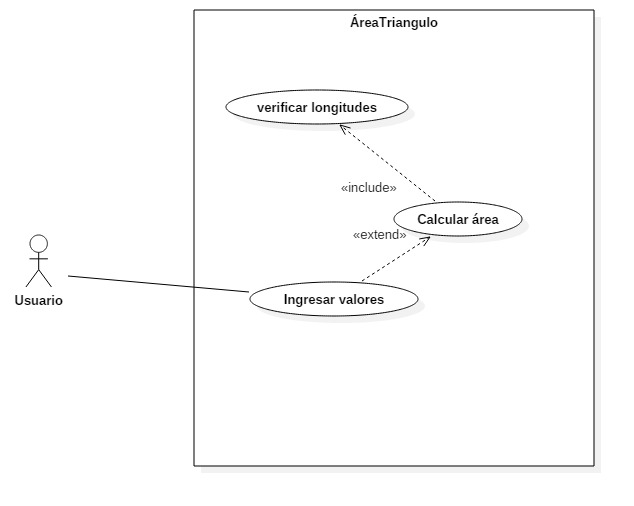 ÁreaTriangulo
verificar longitudes
«include»
Calcular área
«extend»
Ingresar valores
Usuario